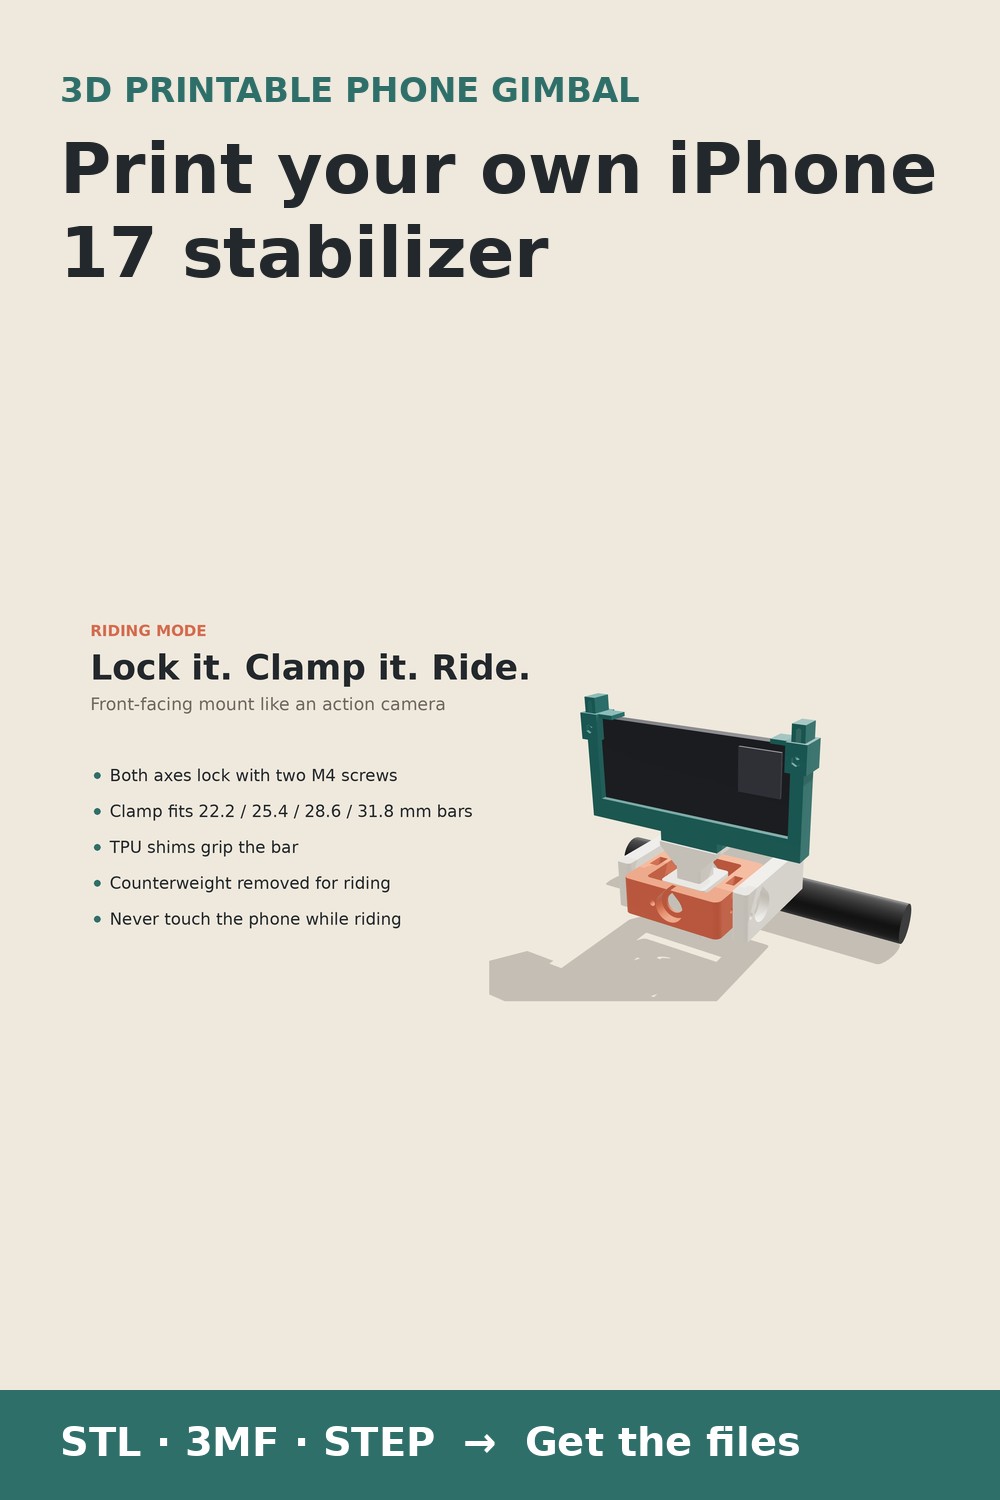 3D PRINTABLE PHONE GIMBAL
Print your own iPhone
17 stabilizer
RIDING MODE
Lock it. Clamp it. Ride.
Front-facing mount like an action camera
• Both axes lock with two M4 screws
• Clamp fits 22.2 / 25.4 / 28.6 / 31.8 mm bars
• TPU shims grip the bar
• Counterweight removed for riding
• Never touch the phone while riding
STL · 3MF · STEP → Get the files